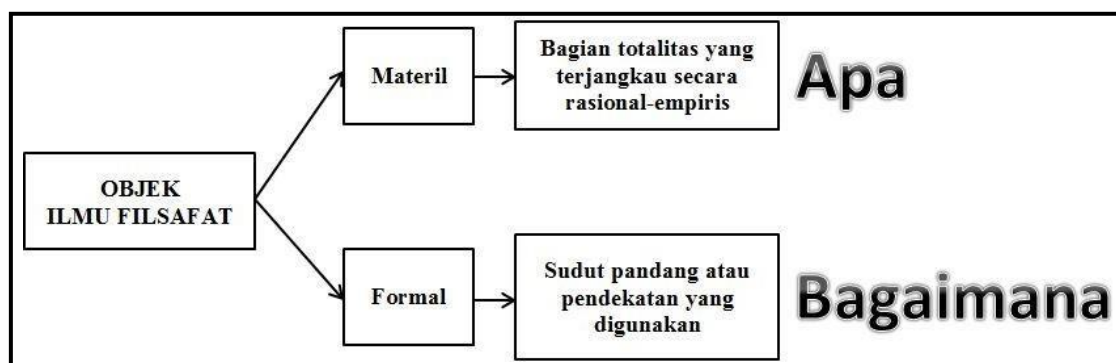 OBJEK
ILMU FILSAFAT
Materil
Bagian totalitas yang
terjangkau secara
rasional-empiris
Apa
Formal
Sudut pandang atau
pendekatan yang
digunakan
Bagaimana